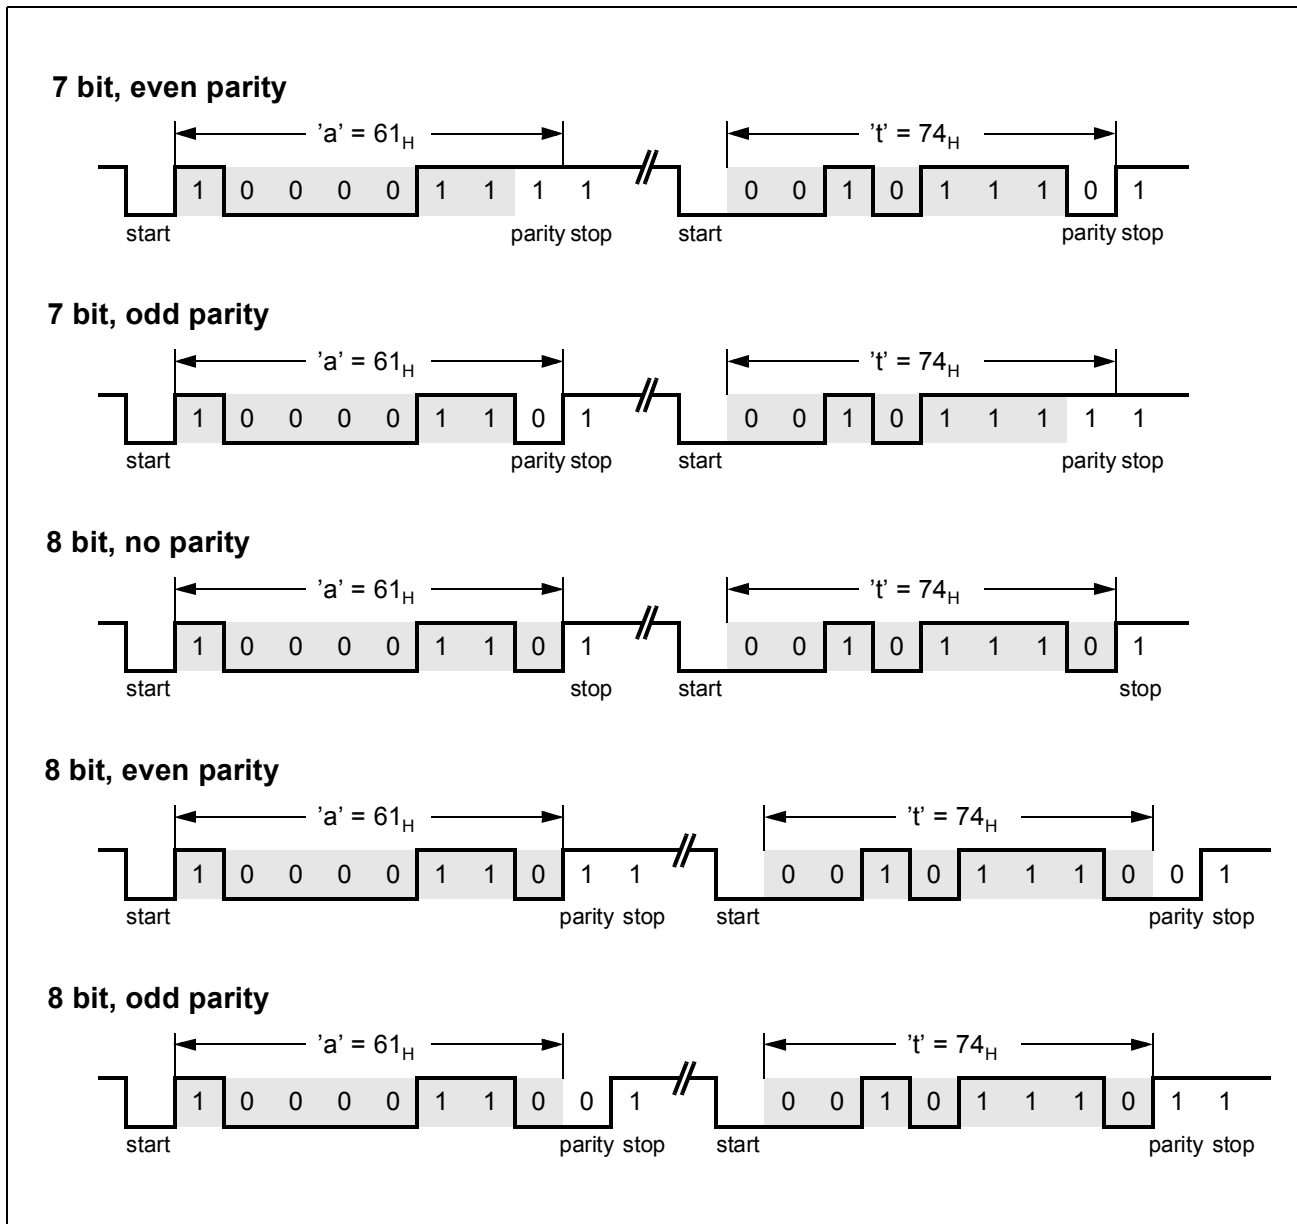 7 bit, even parity
'a' = 61H 't' = 74H
1 0 0 0 0 1 1 1 1 0 0 1 0 1 1 1 0 1
start parity stop start parity stop
7 bit, odd parity
'a' = 61H 't' = 74H
1 0 0 0 0 1 1 0 1 0 0 1 0 1 1 1 1 1
start parity stop start parity stop
8 bit, no parity
'a' = 61H 't' = 74H
1 0 0 0 0 1 1 0 1 0 0 1 0 1 1 1 0 1
start stop start stop
8 bit, even parity
'a' = 61H 't' = 74H
1 0 0 0 0 1 1 0 1 1 0 0 1 0 1 1 1 0 0 1
start parity stop start parity stop
8 bit, odd parity
'a' = 61H 't' = 74H
1 0 0 0 0 1 1 0 0 1 0 0 1 0 1 1 1 0 1 1
start parity stop start parity stop